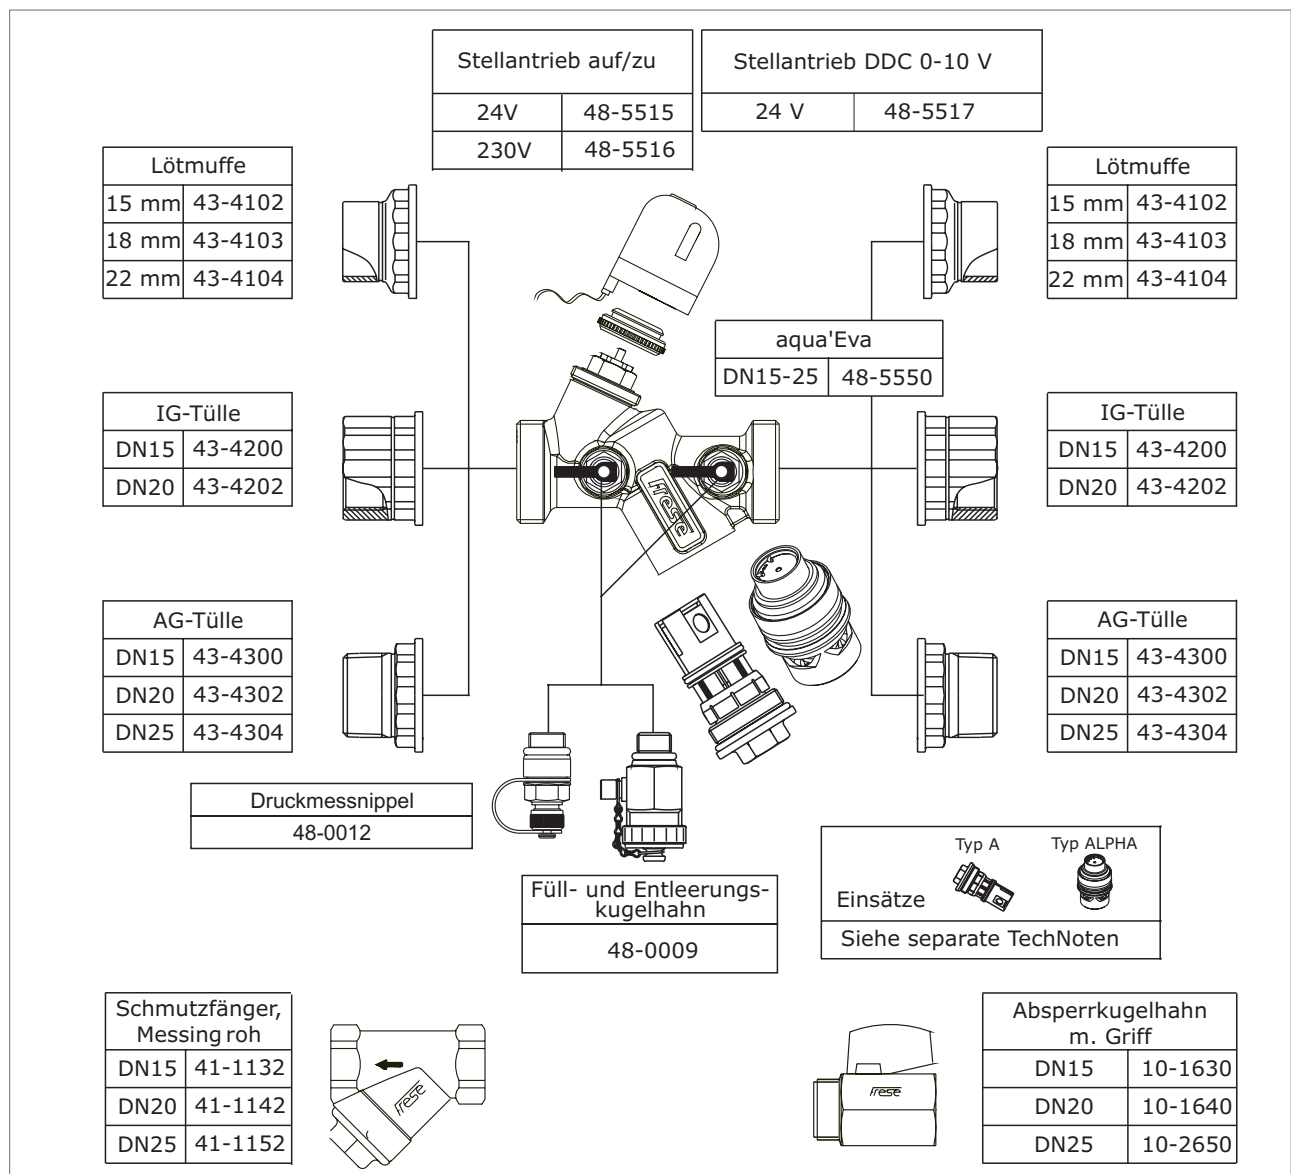 Stellantrieb auf/zu
24V 48-5515
230V 48-5516
Stellantrieb DDC 0-10 V
24 V 48-5517
Lötmuffe
15 mm 43-4102
18 mm 43-4103
22 mm 43-4104
Lötmuffe
15 mm 43-4102
18 mm 43-4103
22 mm 43-4104
aqua'Eva
DN15-25 48-5550
IG-Tülle
DN15 43-4200
DN20 43-4202
frese
IG-Tülle
DN15 43-4200
DN20 43-4202
AG-Tülle
DN15 43-4300
DN20 43-4302
DN25 43-4304
AG-Tülle
DN15 43-4300
DN20 43-4302
DN25 43-4304
Druckmessnippel
48-0012
Füll- und Entleerungs-
kugelhahn
48-0009
Typ A Typ ALPHA
Einsätze
Siehe separate TechNoten
Schmutzfänger,
Messing roh
DN15 41-1132
DN20 41-1142
DN25 41-1152
frese
frese
Absperrkugelhahn
m. Griff
DN15 10-1630
DN20 10-1640
DN25 10-2650